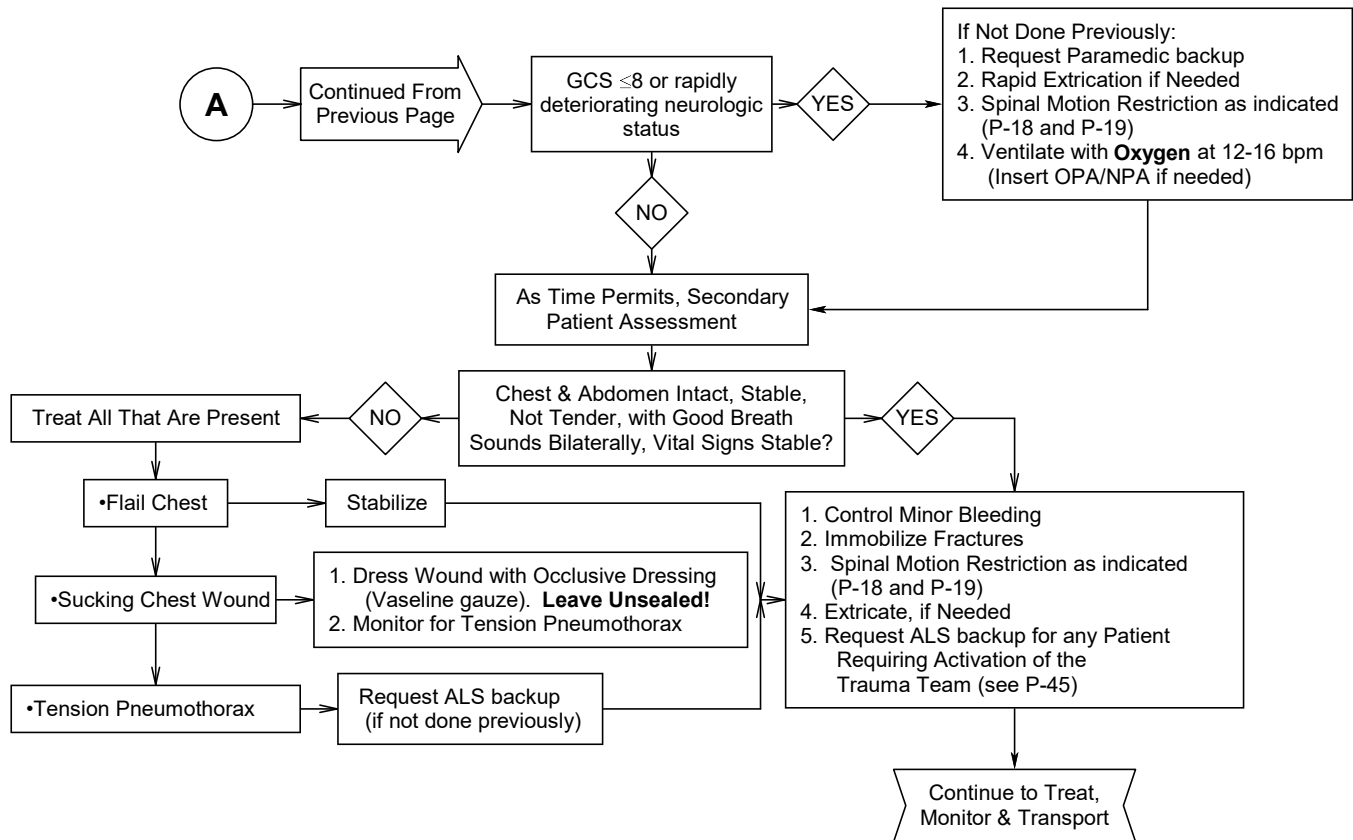 A
Continued From
Previous Page
GCS ≤8 or rapidly
deteriorating neurologic
status
YES
If Not Done Previously:
1. Request Paramedic backup
2. Rapid Extrication if Needed
3. Spinal Motion Restriction as indicated
(P-18 and P-19)
4. Ventilate with Oxygen at 12-16 bpm
(Insert OPA/NPA if needed)
NO
As Time Permits, Secondary
Patient Assessment
Chest & Abdomen Intact, Stable,
Not Tender, with Good Breath
Sounds Bilaterally, Vital Signs Stable?
NO
YES
Treat All That Are Present
•Flail Chest
Stabilize
•Sucking Chest Wound
1. Dress Wound with Occlusive Dressing
(Vaseline gauze). Leave Unsealed!
2. Monitor for Tension Pneumothorax
•Tension Pneumothorax
Request ALS backup
(if not done previously)
1. Control Minor Bleeding
2. Immobilize Fractures
3. Spinal Motion Restriction as indicated
(P-18 and P-19)
4. Extricate, if Needed
5. Request ALS backup for any Patient
Requiring Activation of the
Trauma Team (see P-45)
Continue to Treat,
Monitor & Transport